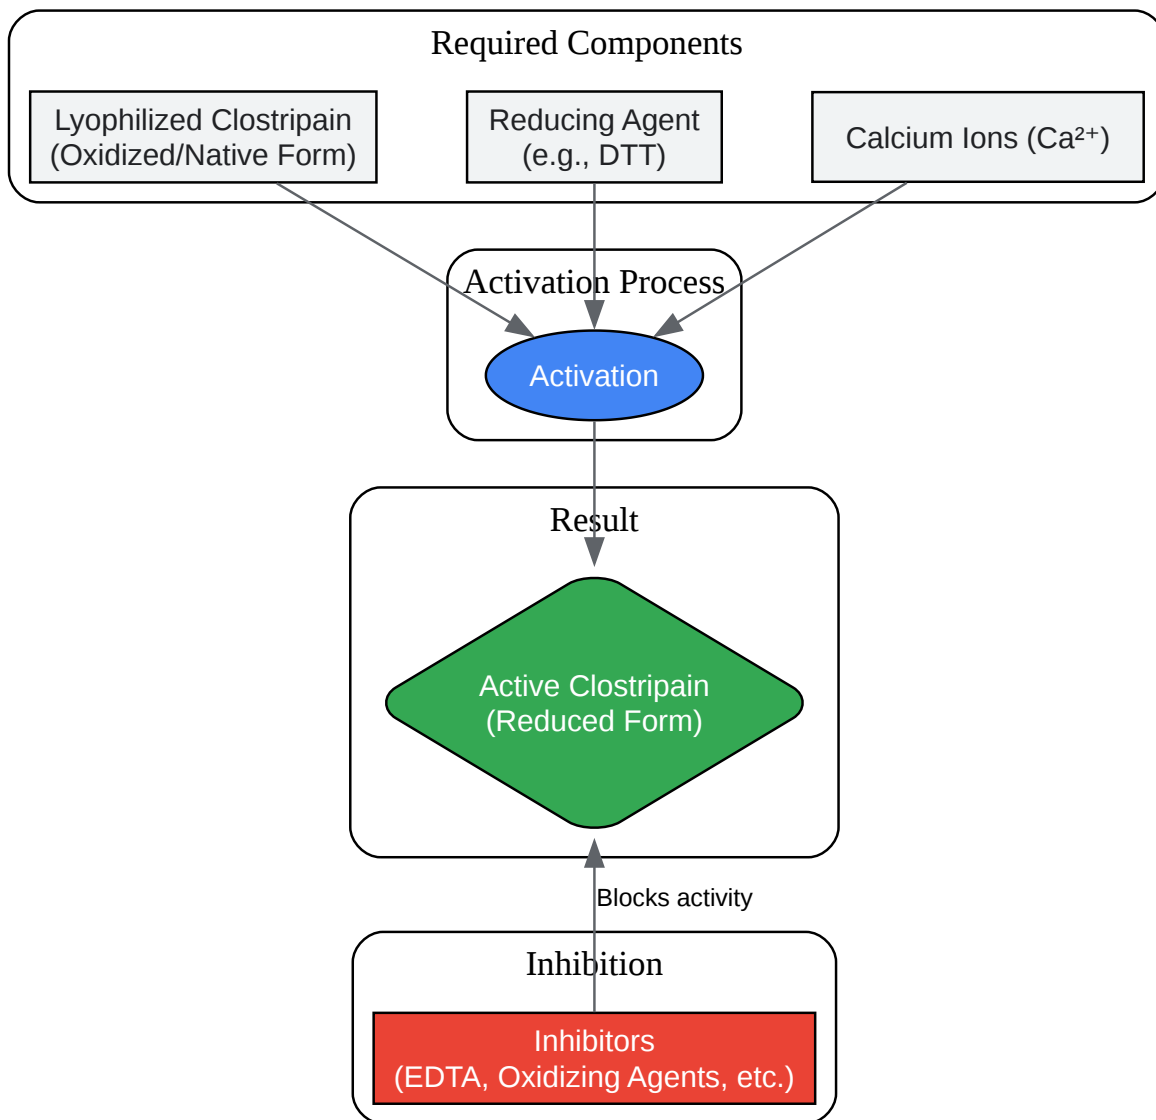 Required Components
Lyophilized Clostripain
(Oxidized/Native Form)
Reducing Agent
(e.g., DTT)
Calcium Ions (Ca²⁺)
Activation Process
Activation
Result
Active Clostripain
(Reduced Form)
Blocks activity
Inhibition
Inhibitors
(EDTA, Oxidizing Agents, etc.)